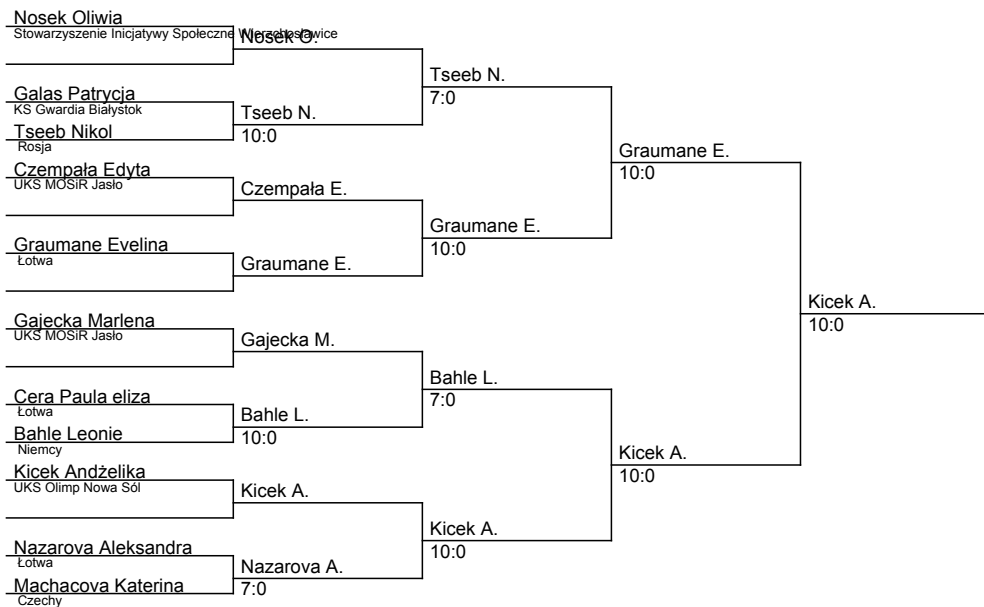 Nosek Oliwia
Stowarzyszenie Inicjatywy Społeczne Wierzchosławice
Nosek O.
Tseeb N.
7:0
Galas Patrycja
KS Gwardia Białystok
Tseeb N.
10:0
Tseeb Nikol
Rosja
Graumane E.
10:0
Czempała Edyta
UKS MOSiR Jasło
Czempała E.
Graumane E.
10:0
Graumane Evelina
Łotwa
Graumane E.
Kicek A.
10:0
Gajecka Marlena
UKS MOSiR Jasło
Gajecka M.
Bahle L.
7:0
Cera Paula eliza
Łotwa
Bahle L.
10:0
Bahle Leonie
Niemcy
Kicek A.
10:0
Kicek Andżelika
UKS Olimp Nowa Sól
Kicek A.
Kicek A.
10:0
Nazarova Aleksandra
Łotwa
Nazarova A.
7:0
Machacova Katerina
Czechy